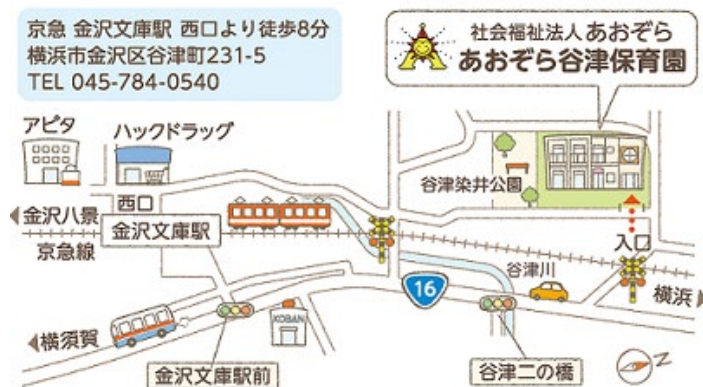 京急 金沢文庫駅 西口より徒歩8分
横浜市金沢区谷津町231-5
TEL 045-784-0540
社会福祉法人 あおぞら
あおぞら谷津保育園
アピタ
ハックドラッグ
谷津染井公園
西口
金沢八景
金沢文庫駅
京急線
入口
谷津川
16
横浜
KOBAN
横須賀
金沢文庫駅前
谷津二の橋
N